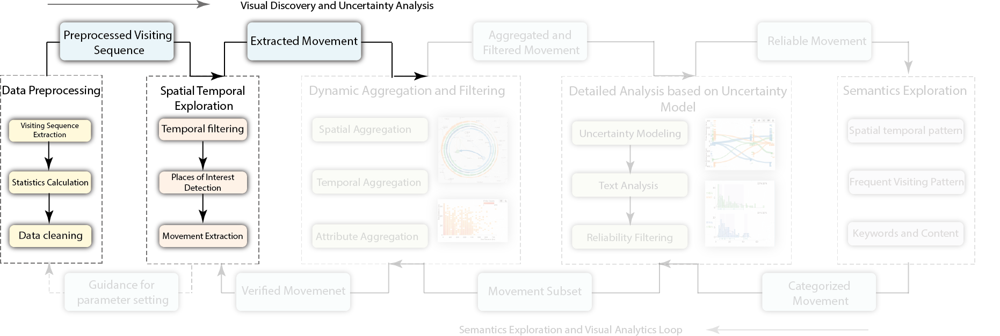 Visual Discovery and Uncertainty Analysis
Preprocessed Visiting
Sequence
Extracted Movement
Aggregated and
Filtered Movement
Reliable Movement
Data Preprocessing
Visiting Sequence
Extraction
Statistics Calculation
Data cleaning
Spatial Temporal
Exploration
Temporal filtering
Places of Interest
Detection
Movement Extraction
Dynamic Aggregation and Filtering
Spatial Aggregation
Temporal Aggregation
Attribute Aggregation
Detailed Analysis based on Uncertainty
Model
Uncertainty Modeling
Text Analysis
Reliability Filtering
Semantics Exploration
Spatial temporal pattern
Frequent Visiting Pattern
Keywords and Content
Guidance for
parameter setting
Verified Movemenet
Movement Subset
Categorized
Movement
Semantics Exploration and Visual Analytics Loop